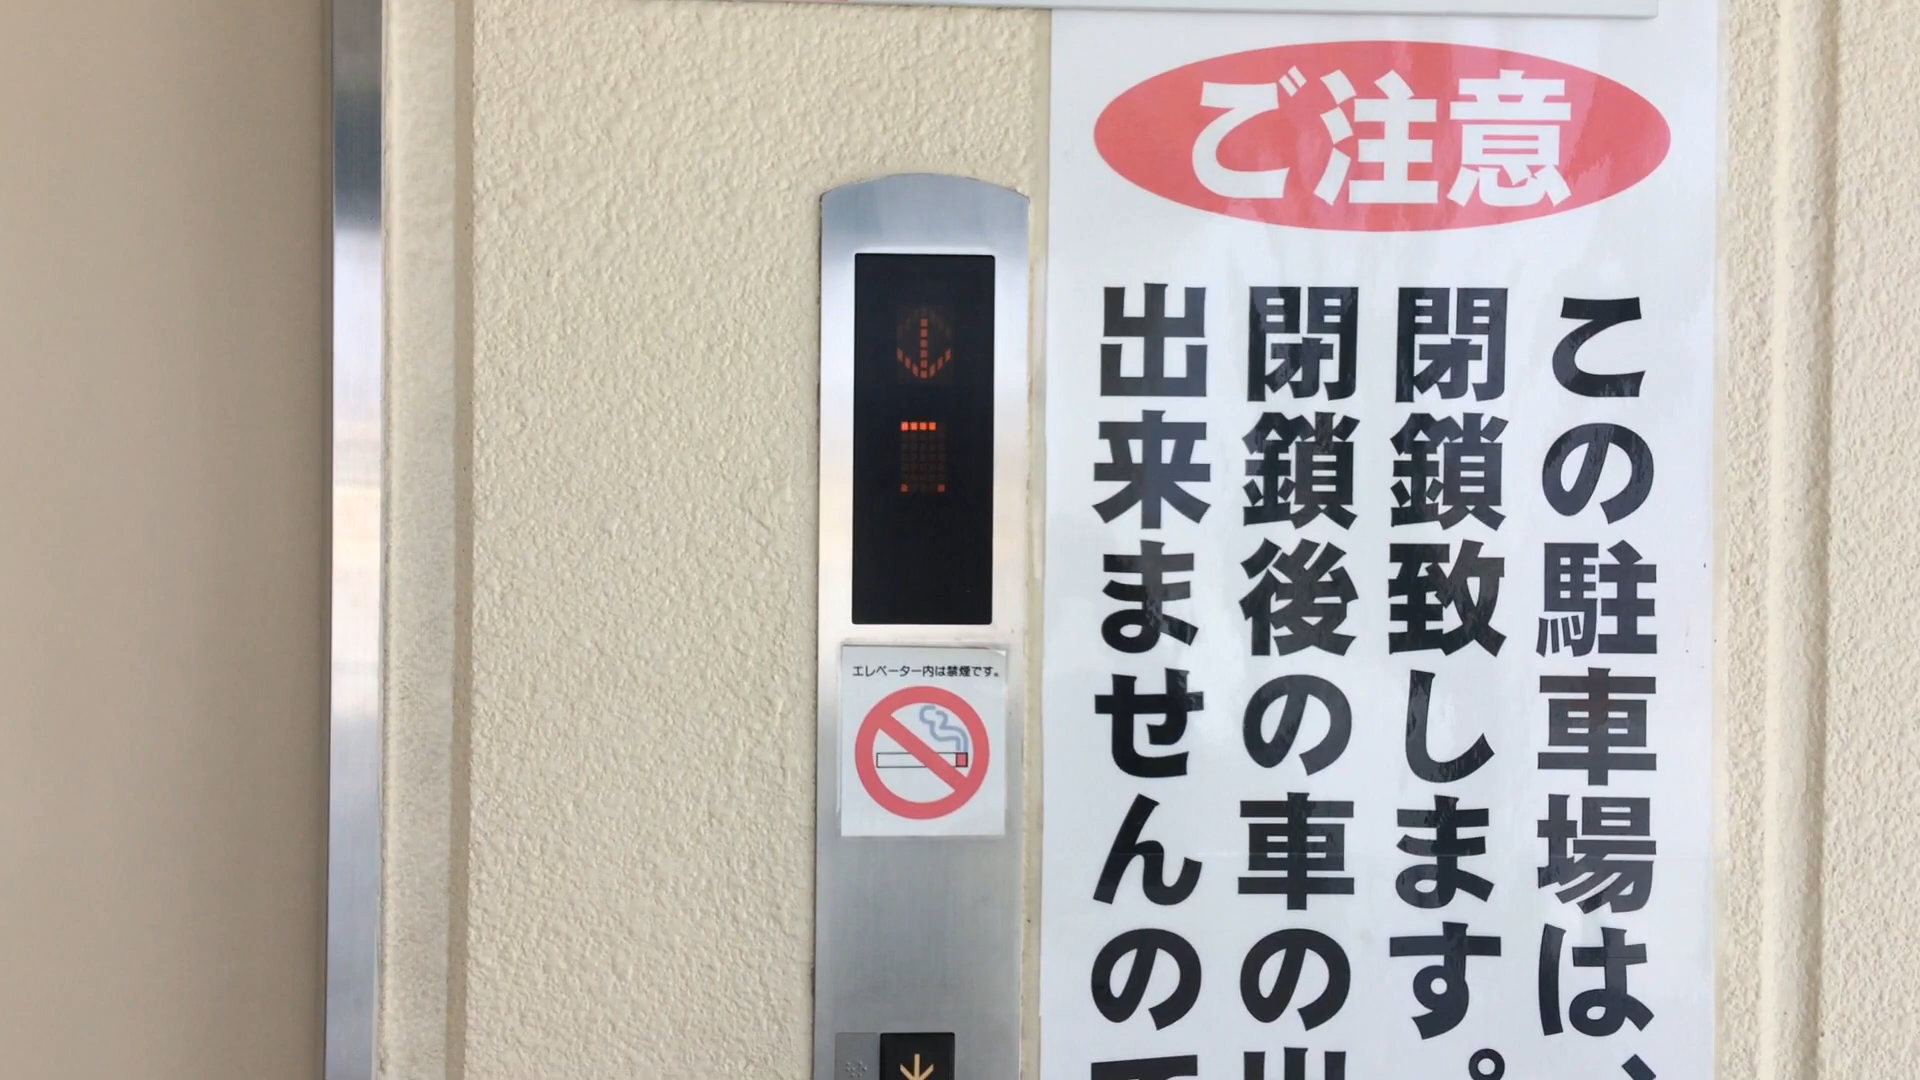 ご注意
この駐車場は、
閉鎖致します。
閉鎖後の車の出
出来ませんの
エレベーター内は禁煙です。